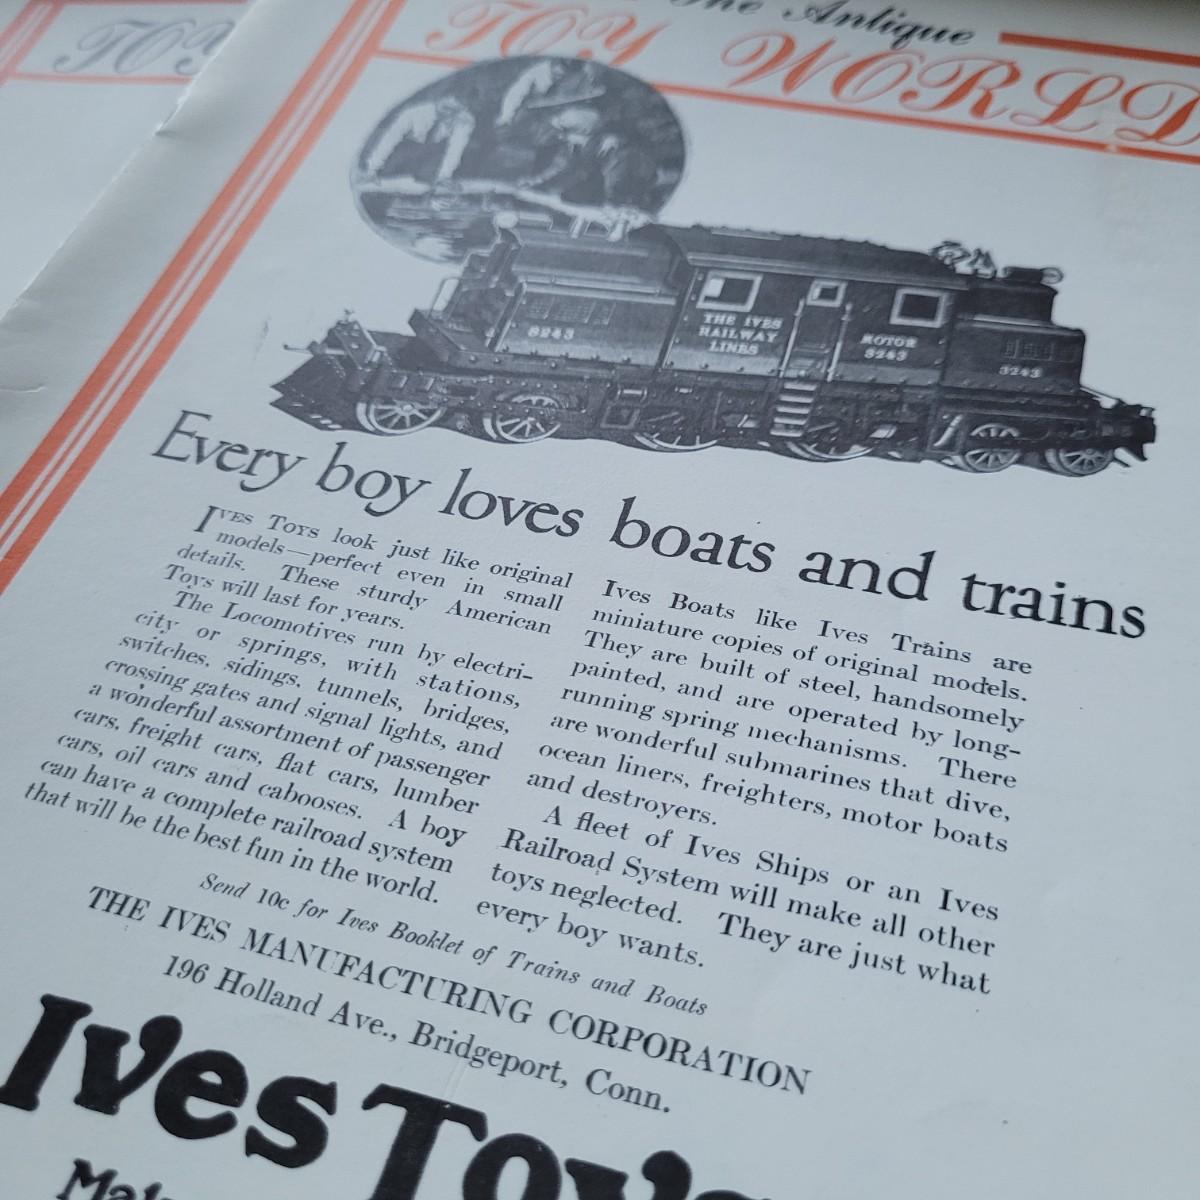 The Antique
TOY WORLD
TOY
3243
THE IVES
RAILWAY
LINES
MOTOR
3243
3243
Every boy loves boats and trains
IVES TOYS look just like original
models—perfect even in small
details. These sturdy American
Toys will last for years.
The Locomotives run by electri-
city or springs, with stations,
switches, sidings, tunnels, bridges,
crossing gates and signal lights, and
a wonderful assortment of passenger
cars, freight cars, flat cars, lumber
cars, oil cars and cabooses. A boy
can have a complete railroad system
that will be the best fun in the world.
Ives Boats like Ives Trains are
miniature copies of original models.
They are built of steel, handsomely
painted, and are operated by long-
running spring mechanisms. There
are wonderful submarines that dive,
ocean liners, freighters, motor boats
and destroyers.
A fleet of Ives Ships or an Ives
Railroad System will make all other
toys neglected. They are just what
every boy wants.
Send 10c for Ives Booklet of Trains and Boats
THE IVES MANUFACTURING CORPORATION
196 Holland Ave., Bridgeport, Conn.
Ives Toys